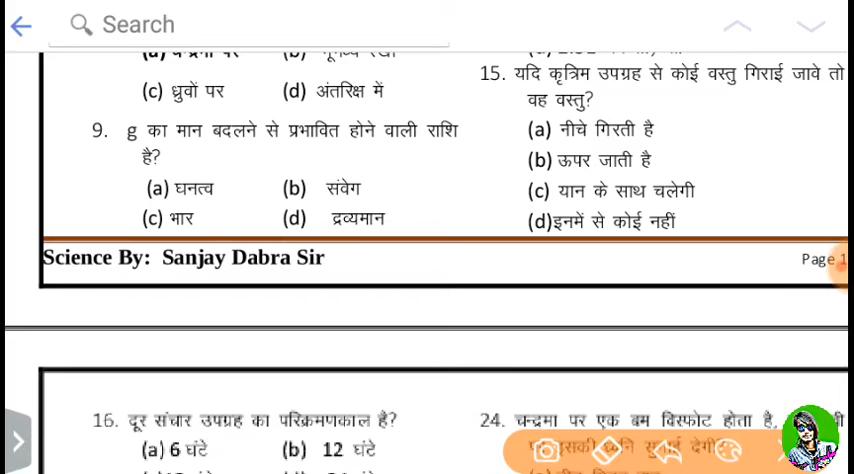 Search
(c) ध्रुवों पर (d) अंतरिक्ष में
9. g का मान बदलने से प्रभावित होने वाली राशि
है?
(a) घनत्व (b) संवेग
(c) भार (d) द्रव्यमान
15. यदि कृत्रिम उपग्रह से कोई वस्तु गिराई जावे तो
वह वस्तु?
(a) नीचे गिरती है
(b) ऊपर जाती है
(c) यान के साथ चलेगी
(d)इनमें से कोई नहीं
Science By: Sanjay Dabra Sir Page 1
16. दूर संचार उपग्रह का परिक्रमणकाल है?
(a) 6 घंटे (b) 12 घंटे
24. चन्द्रमा पर एक बम विस्फोट होता है,
इसकी ध्वनि सुनाई देगी